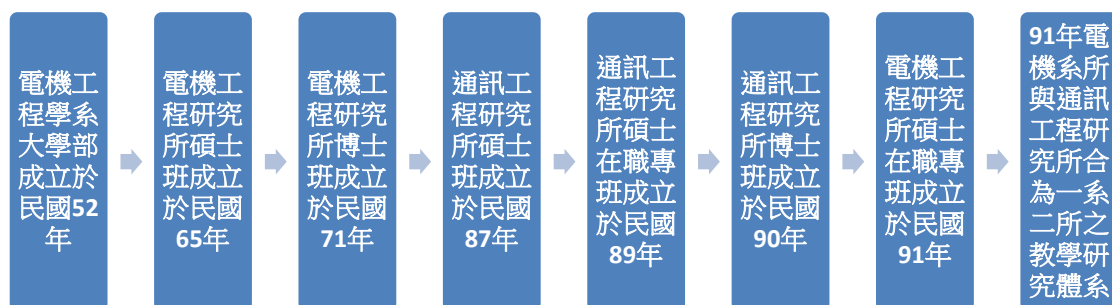 電機工
程學系
大學部
成立於
民國52
年
電機工
程研究
所碩士
班成立
於民國
65年
電機工
程研究
所博士
班成立
於民國
71年
通訊工
程研究
所碩士
班成立
於民國
87年
通訊工
程研究
所碩士
在職專
班成立
於民國
89年
通訊工
程研究
所博士
班成立
於民國
90年
電機工
程研究
所碩士
在職專
班成立
於民國
91年
91年電
機系所
與通訊
工程研
究所合
為一系
二所之
教學研
究體系